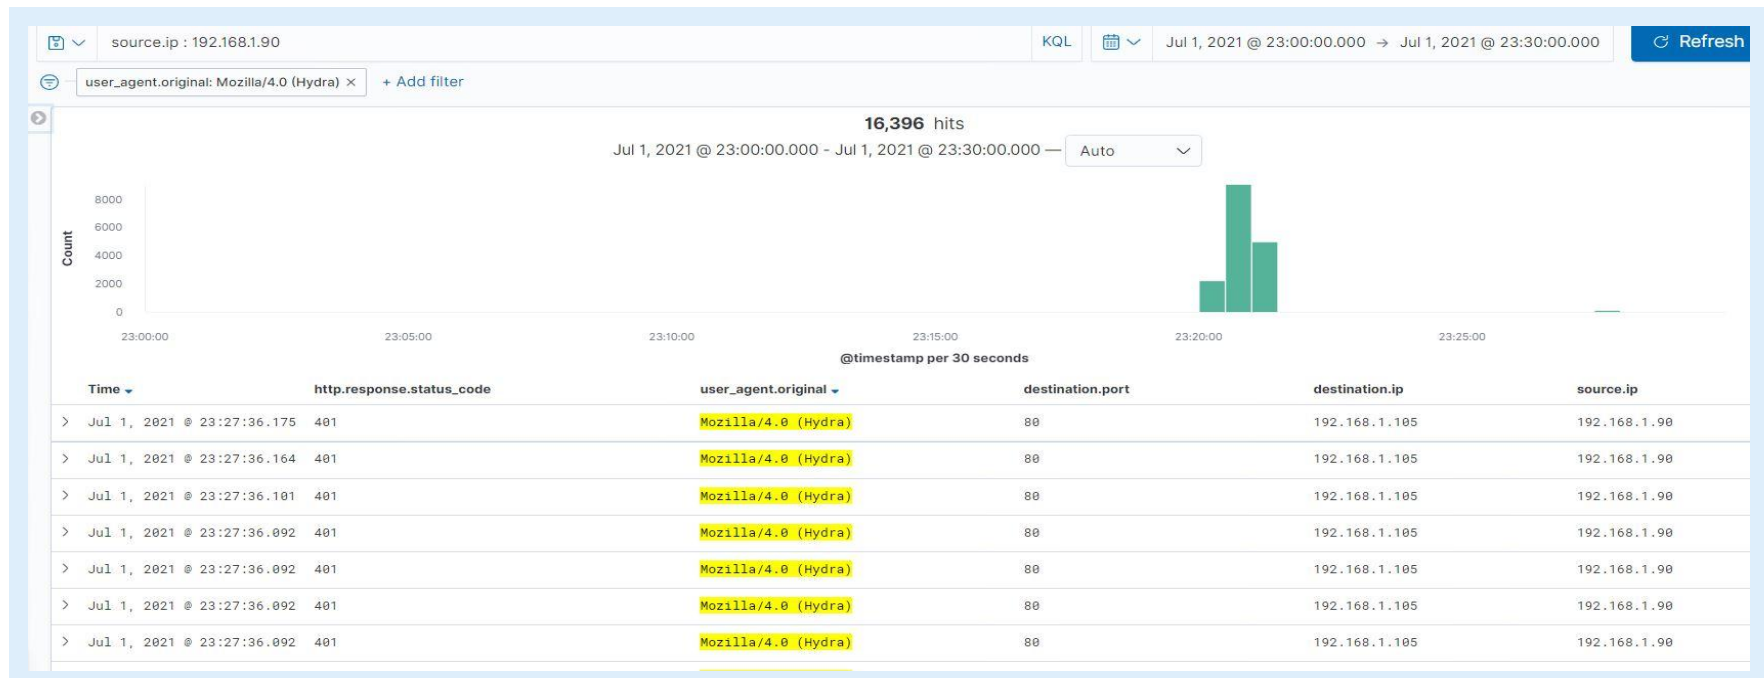 source.ip : 192.168.1.90 KQL Jul 1, 2021 @ 23:00:00.000 → Jul 1, 2021 @ 23:30:00.000 Refresh
user_agent.original: Mozilla/4.0 (Hydra) × + Add filter
16,396 hits
Jul 1, 2021 @ 23:00:00.000 - Jul 1, 2021 @ 23:30:00.000 — Auto
8000
6000
4000
2000
0
Count
23:00:00 23:05:00 23:10:00 23:15:00 23:20:00 23:25:00
@timestamp per 30 seconds
Time http.response.status_code user_agent.original destination.port destination.ip source.ip
> Jul 1, 2021 @ 23:27:36.175 401 Mozilla/4.0 (Hydra) 80 192.168.1.105 192.168.1.90
> Jul 1, 2021 @ 23:27:36.164 401 Mozilla/4.0 (Hydra) 80 192.168.1.105 192.168.1.90
> Jul 1, 2021 @ 23:27:36.101 401 Mozilla/4.0 (Hydra) 80 192.168.1.105 192.168.1.90
> Jul 1, 2021 @ 23:27:36.092 401 Mozilla/4.0 (Hydra) 80 192.168.1.105 192.168.1.90
> Jul 1, 2021 @ 23:27:36.092 401 Mozilla/4.0 (Hydra) 80 192.168.1.105 192.168.1.90
> Jul 1, 2021 @ 23:27:36.092 401 Mozilla/4.0 (Hydra) 80 192.168.1.105 192.168.1.90
> Jul 1, 2021 @ 23:27:36.092 401 Mozilla/4.0 (Hydra) 80 192.168.1.105 192.168.1.90